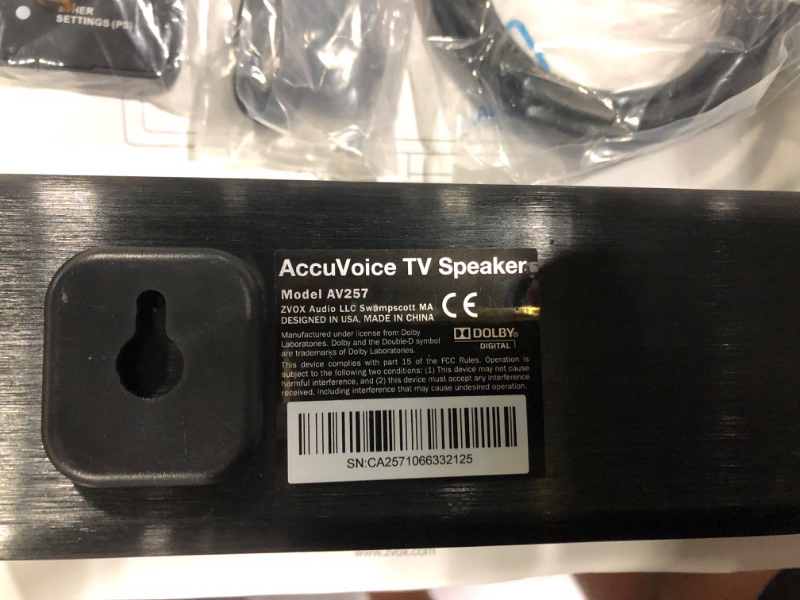 SETTINGS (PS)
AccuVoice TV Speaker
Model AV257
ZVOX Audio LLC Swampscott MA
DESIGNED IN USA, MADE IN CHINA
CE
Manufactured under license from Dolby
Laboratories. Dolby and the Double-D symbol
are trademarks of Dolby Laboratories.
DOLBY®
DIGITAL
This device complies with part 15 of the FCC Rules. Operation is
subject to the following two conditions: (1) This device may not cause
harmful interference, and (2) this device must accept any interference
received, including interference that may cause undesired operation.
SN:CA2571066332125
www.zvox.com